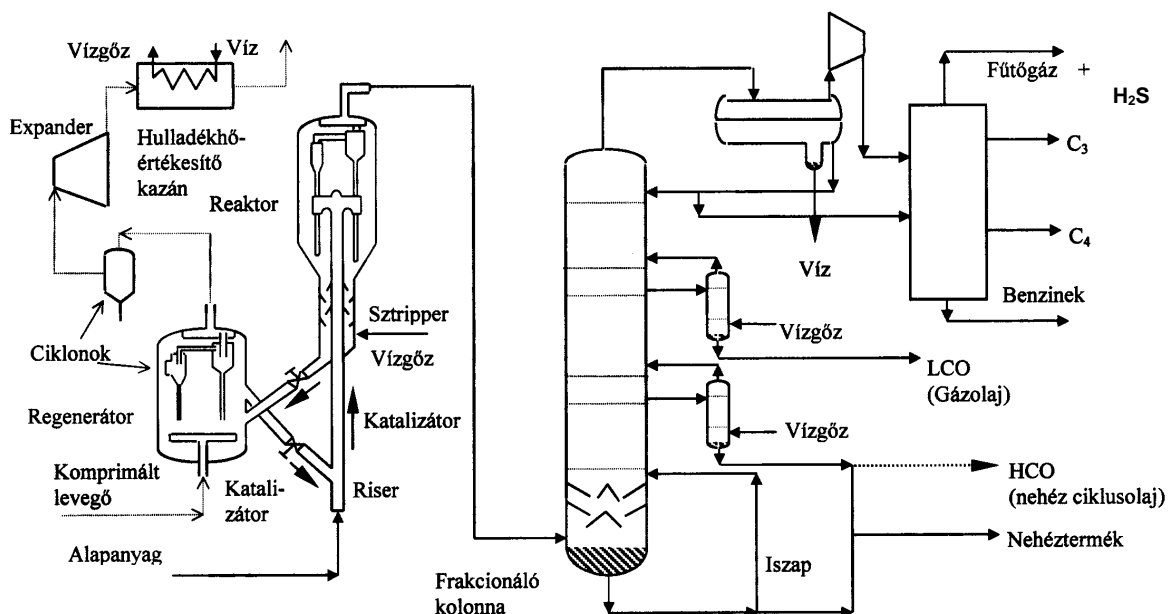 Vízgőz
Víz
Expander
Hulladékhő-
értékesítő
kazán
Reaktor
Sztripper
Vízgőz
Ciklonok
Regenerátor
Katalizátor
Komprimált
levegő
Katali-
zátor
Riser
Alapanyag
Frakcionáló
kolonna
Iszap
Víz
Vízgőz
Vízgőz
Fűtőgáz +
H₂S
C₃
C₄
Benzinek
LCO
(Gázolaj)
HCO
(nehéz ciklusolaj)
Nehéztermék